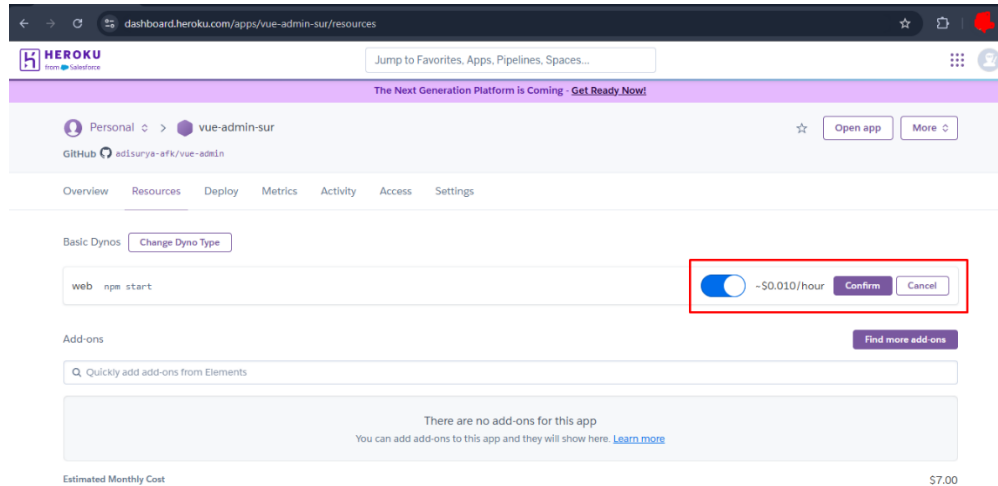 dashboard.heroku.com/apps/vue-admin-sur/resources
HEROKU
from Salesforce
Jump to Favorites, Apps, Pipelines, Spaces...
The Next Generation Platform is Coming - Get Ready Now!
Personal > vue-admin-sur
Open app More
GitHub adisurya-afk/vue-admin
Overview Resources Deploy Metrics Activity Access Settings
Basic Dynos Change Dyno Type
web npm start ~$0.010/hour Confirm Cancel
Add-ons Find more add-ons
Quickly add add-ons from Elements
There are no add-ons for this app
You can add add-ons to this app and they will show here. Learn more
Estimated Monthly Cost $7.00